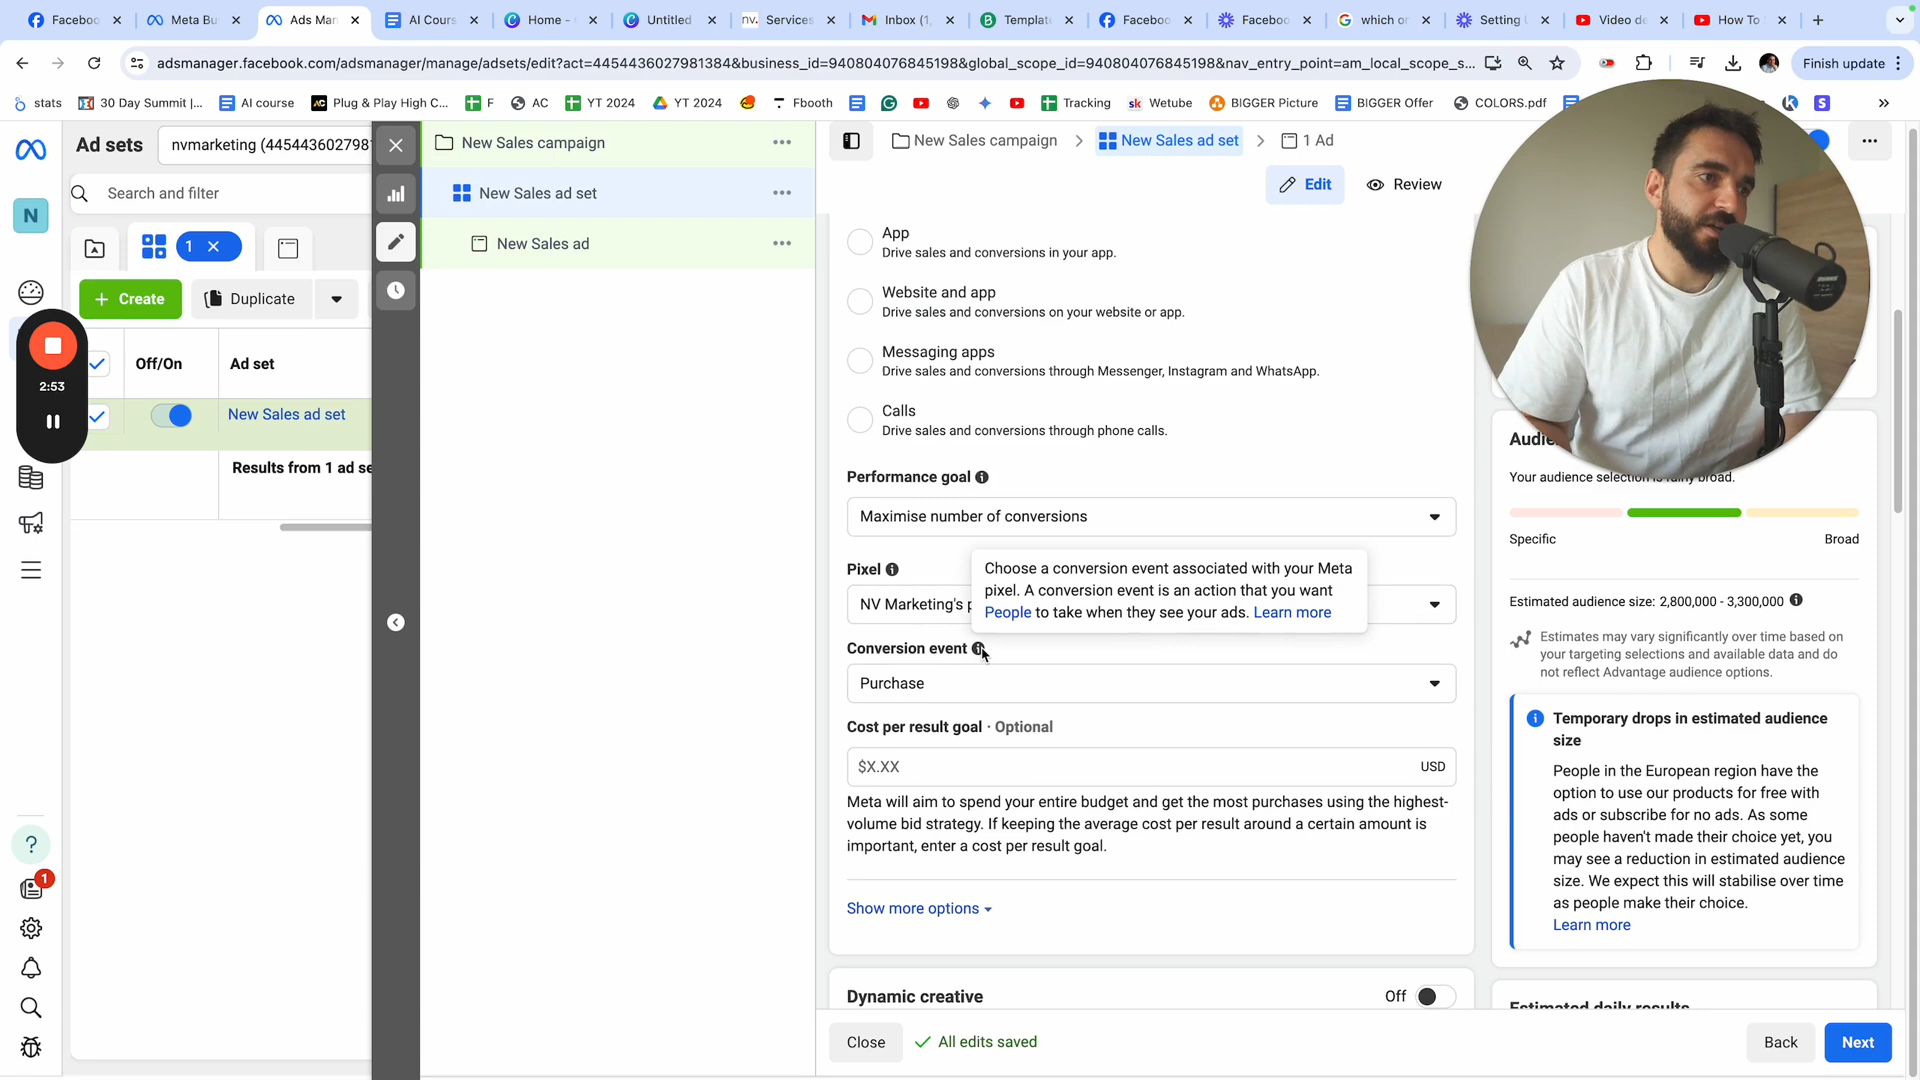 Facebo
Meta Bu
Ads Man
AI Cours
Home -
Untitled
nv. Services
Inbox (1,
Templat
Facebo
Faceboo
which or
Setting
Video de
How To
adsmanager.facebook.com/adsmanager/manage/adsets/edit?act=4454436027981384&business_id=940804076845198&global_scope_id=940804076845198&nav_entry_point=am_local_scope_s...
Finish update
stats
30 Day Summit |...
AI course
Plug & Play High C...
F
AC
YT 2024
YT 2024
Fbooth
Tracking
Wetube
BIGGER Picture
BIGGER Offer
COLORS.pdf
Ad sets
nvmarketing (445443602798
Search and filter
N
1
Create
Duplicate
Off/On
Ad set
2:53
New Sales ad set
Results from 1 ad se
1
New Sales campaign
New Sales ad set
New Sales ad
New Sales campaign
New Sales ad set
1 Ad
Edit
Review
App
Drive sales and conversions in your app.
Website and app
Drive sales and conversions on your website or app.
Messaging apps
Drive sales and conversions through Messenger, Instagram and WhatsApp.
Calls
Drive sales and conversions through phone calls.
Performance goal
Maximise number of conversions
Pixel
NV Marketing's p
Choose a conversion event associated with your Meta
pixel. A conversion event is an action that you want
People to take when they see your ads. Learn more
Conversion event
Purchase
Cost per result goal · Optional
$X.XX
USD
Meta will aim to spend your entire budget and get the most purchases using the highest-
volume bid strategy. If keeping the average cost per result around a certain amount is
important, enter a cost per result goal.
Show more options
Dynamic creative
Off
Close
All edits saved
Back
Next
Audie
Your audience selection is fairly broad.
Specific
Broad
Estimated audience size: 2,800,000 - 3,300,000
Estimates may vary significantly over time based on
your targeting selections and available data and do
not reflect Advantage audience options.
Temporary drops in estimated audience
size
People in the European region have the
option to use our products for free with
ads or subscribe for no ads. As some
people haven't made their choice yet, you
may see a reduction in estimated audience
size. We expect this will stabilise over time
as people make their choice.
Learn more
Estimated daily results